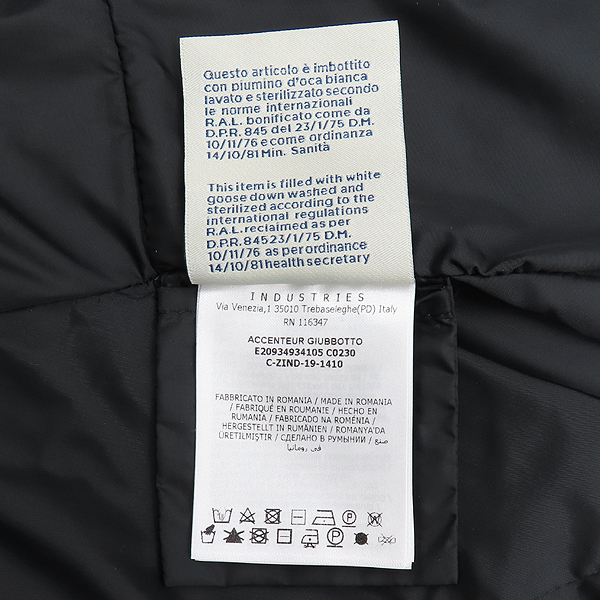 Questo articolo è imbottito
con piumino d'oca bianca
lavato e sterilizzato secondo
le norme internazionali
R.A.L. bonificato come da
D.P.R. 845 del 23/1/75 D.M.
10/11/76 e come ordinanza
14/10/81 Min. Sanità
This item is filled with white
goose down washed and
sterilized according to the
international regulations
R.A.L. reclaimed as per
D.P.R. 84523/1/75 D.M.
10/11/76 as per ordinance
14/10/81 health secretary
INDUSTRIES
Via Venezia,1 35010 Trebaseleghe(PD) Italy
RN 116347
ACCENTEUR GIUBBOTTO
E20934934105 C0230
C-ZIND-19-1410
FABBRICATO IN ROMANIA / MADE IN ROMANIA
/ FABRIQUÉ EN ROUMANIE / HECHO EN
RUMANIA / FABRICADO NA ROMÉNIA /
HERGESTELLT IN RUMÄNIEN / ROMANYA'DA
ÜRETILMIŞTIR / СДЕЛАНО В РУМЫНИИ / صنع
في رومانيا